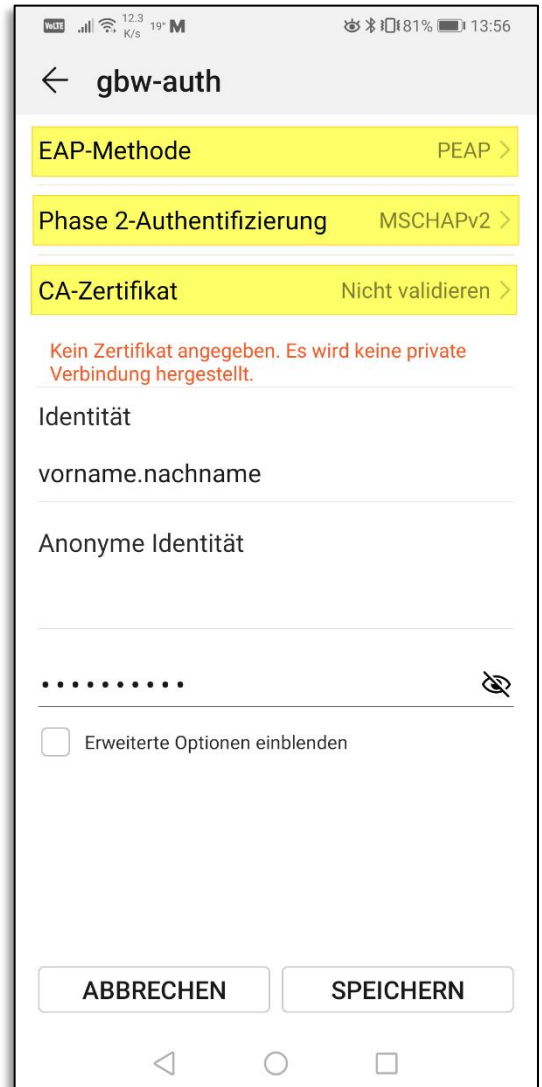 VoLTE 12.3 K/s 19° M 81% 13:56
gbw-auth
EAP-Methode PEAP >
Phase 2-Authentifizierung MSCHAPv2 >
CA-Zertifikat Nicht validieren >
Kein Zertifikat angegeben. Es wird keine private
Verbindung hergestellt.
Identität
vorname.nachname
Anonyme Identität
••••••••••
Erweiterte Optionen einblenden
ABBRECHEN SPEICHERN